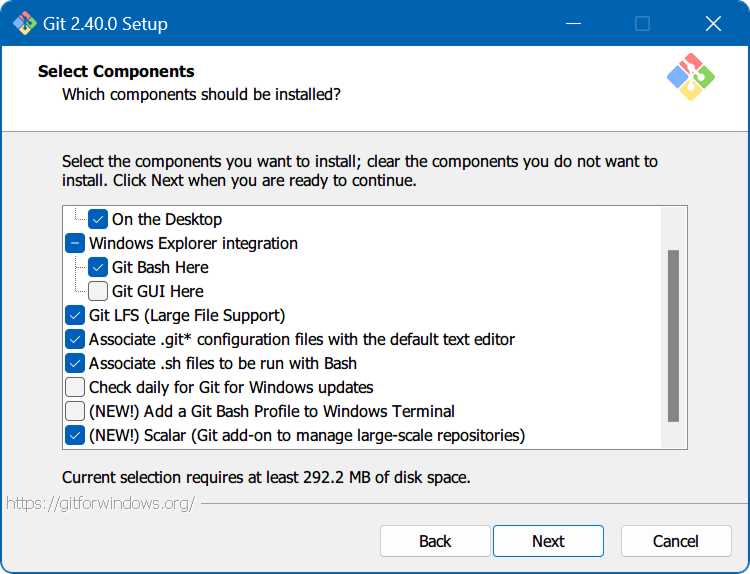 Git 2.40.0 Setup
Select Components
Which components should be installed?
Select the components you want to install; clear the components you do not want to
install. Click Next when you are ready to continue.
On the Desktop
Windows Explorer integration
Git Bash Here
Git GUI Here
Git LFS (Large File Support)
Associate .git* configuration files with the default text editor
Associate .sh files to be run with Bash
Check daily for Git for Windows updates
(NEW!) Add a Git Bash Profile to Windows Terminal
(NEW!) Scalar (Git add-on to manage large-scale repositories)
Current selection requires at least 292.2 MB of disk space.
https://gitforwindows.org/
Back Next Cancel